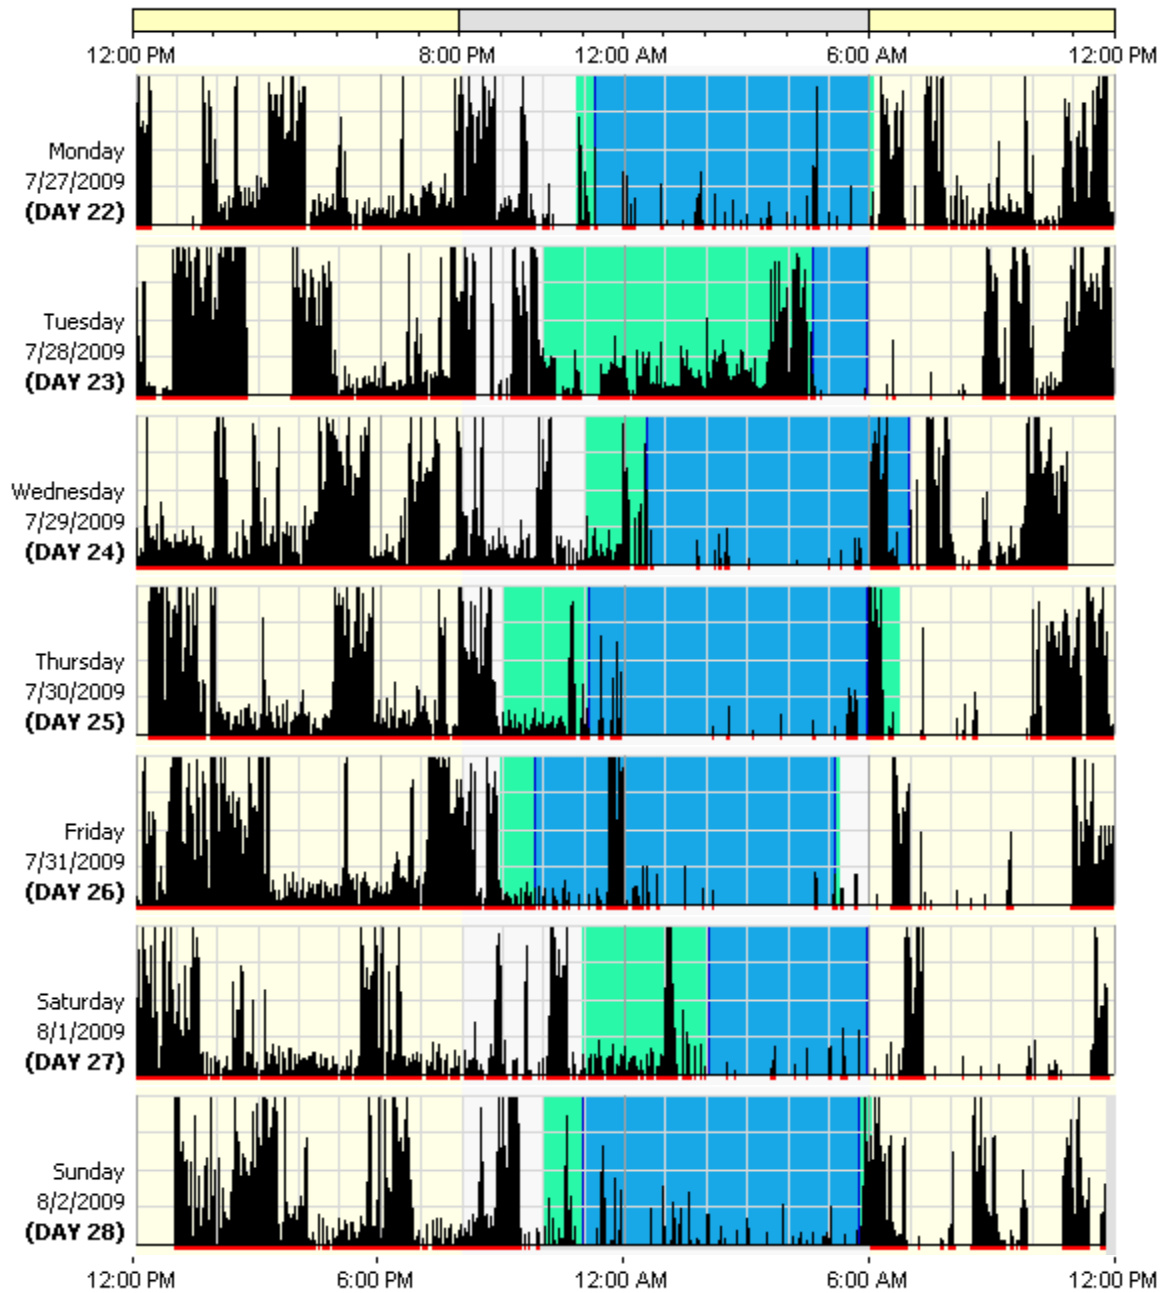 12:00 PM 8:00 PM 12:00 AM 6:00 AM 12:00 PM
Monday
7/27/2009
(DAY 22)
Tuesday
7/28/2009
(DAY 23)
Wednesday
7/29/2009
(DAY 24)
Thursday
7/30/2009
(DAY 25)
Friday
7/31/2009
(DAY 26)
Saturday
8/1/2009
(DAY 27)
Sunday
8/2/2009
(DAY 28)
12:00 PM 6:00 PM 12:00 AM 6:00 AM 12:00 PM